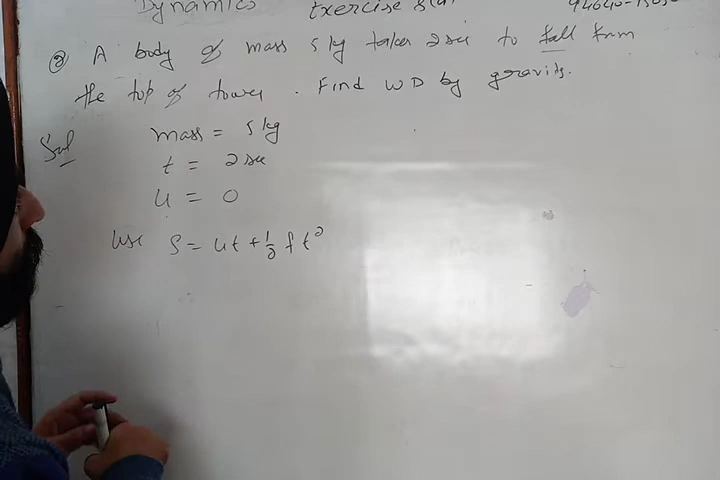 Dynamics Exercise
② A body of mass 5 kg takes 2 sec to fall from
the top of tower. Find WD by gravity.
Sol mass = 5 kg
t = 2 sec
u = 0
Use S = ut + 1/2 f t²